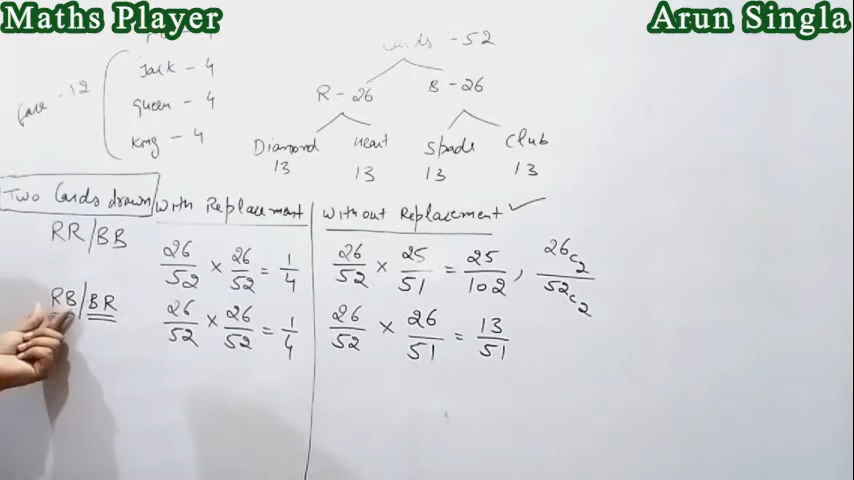 Maths Player
Arun Singla
Cards - 52
R - 26
B - 26
Face - 12
Jack - 4
Queen - 4
King - 4
Diamond
13
Heart
13
Spade
13
Club
13
Two Cards drawn
With Replacement
Without Replacement ✓
RR/BB
26/52 × 26/52 = 1/4
26/52 × 25/51 = 25/102 , 26c2/52c2
RB/BR
26/52 × 26/52 = 1/4
26/52 × 26/51 = 13/51